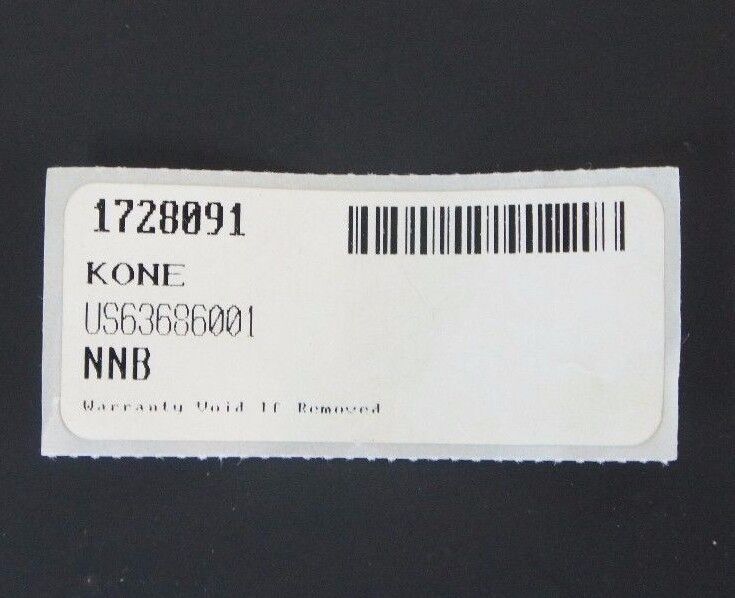 1728091
KONE
US63686001
NNB
Warranty Void If Removed